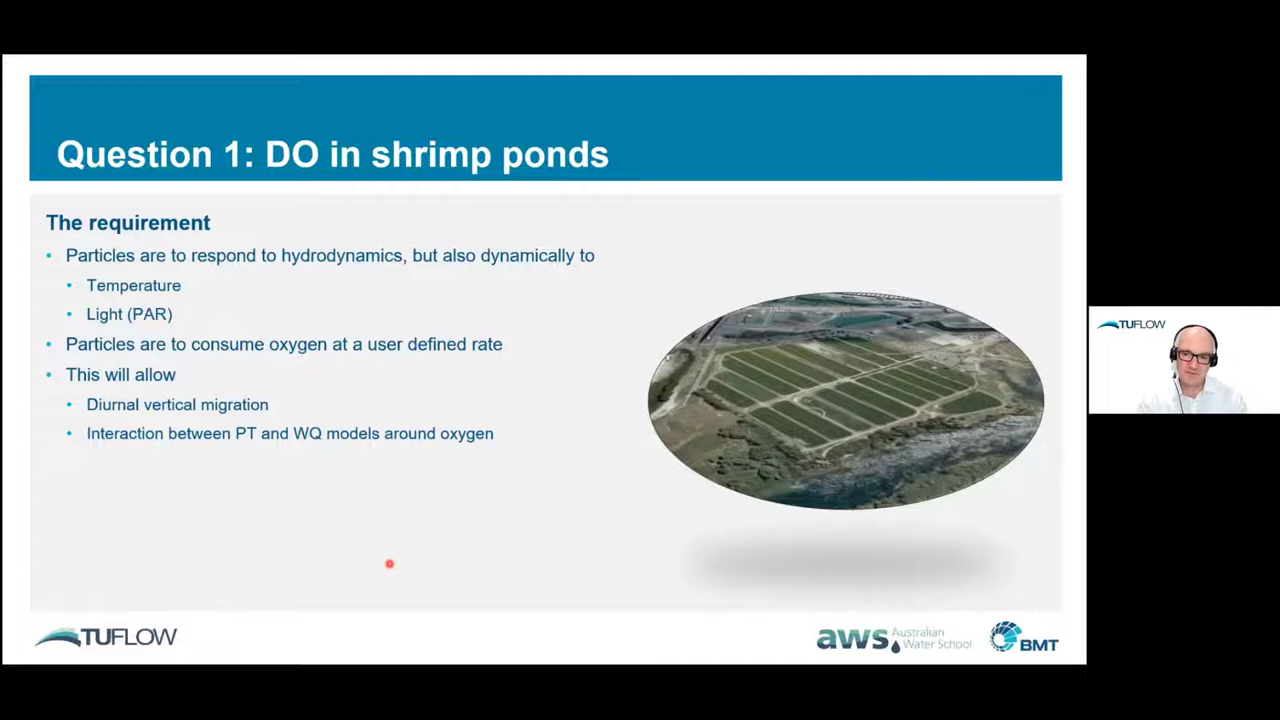 Question 1: DO in shrimp ponds
The requirement
• Particles are to respond to hydrodynamics, but also dynamically to
• Temperature
• Light (PAR)
• Particles are to consume oxygen at a user defined rate
• This will allow
• Diurnal vertical migration
• Interaction between PT and WQ models around oxygen
TUFLOW
TUFLOW
aws Australian
Water School
BMT